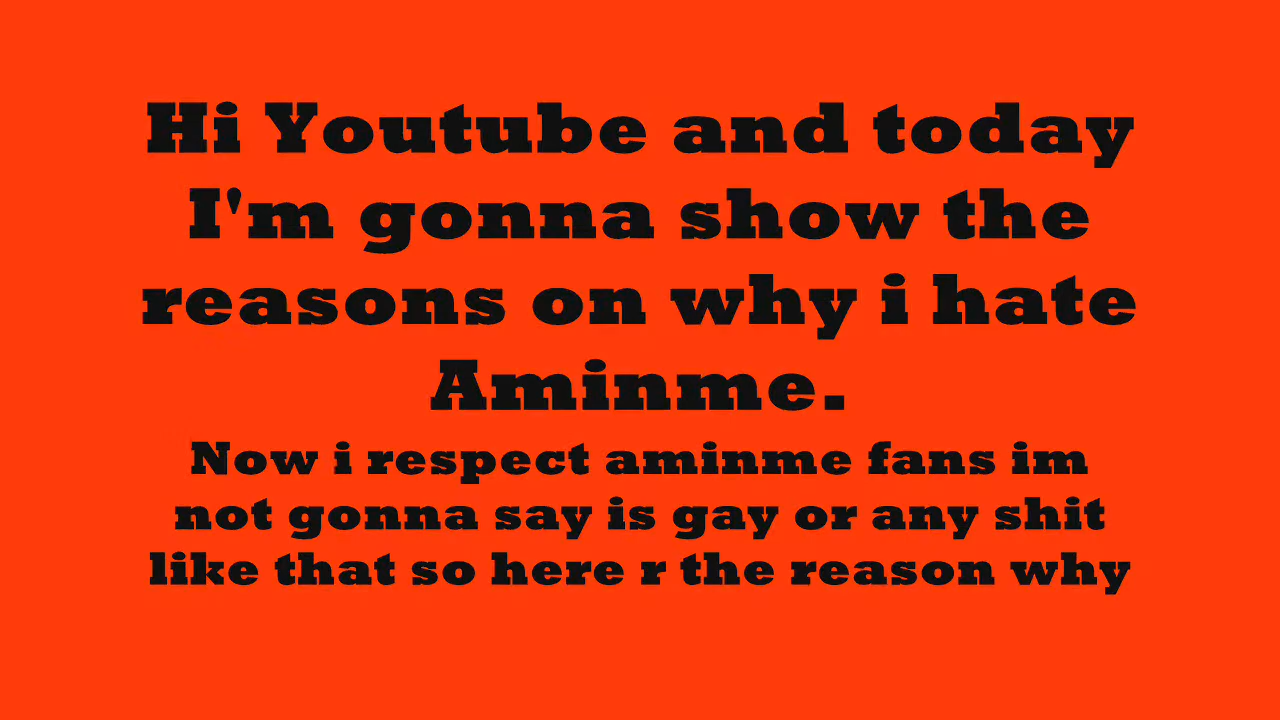 Hi Youtube and today
I'm gonna show the
reasons on why i hate
Aminme.
Now i respect aminme fans im
not gonna say is gay or any shit
like that so here r the reason why